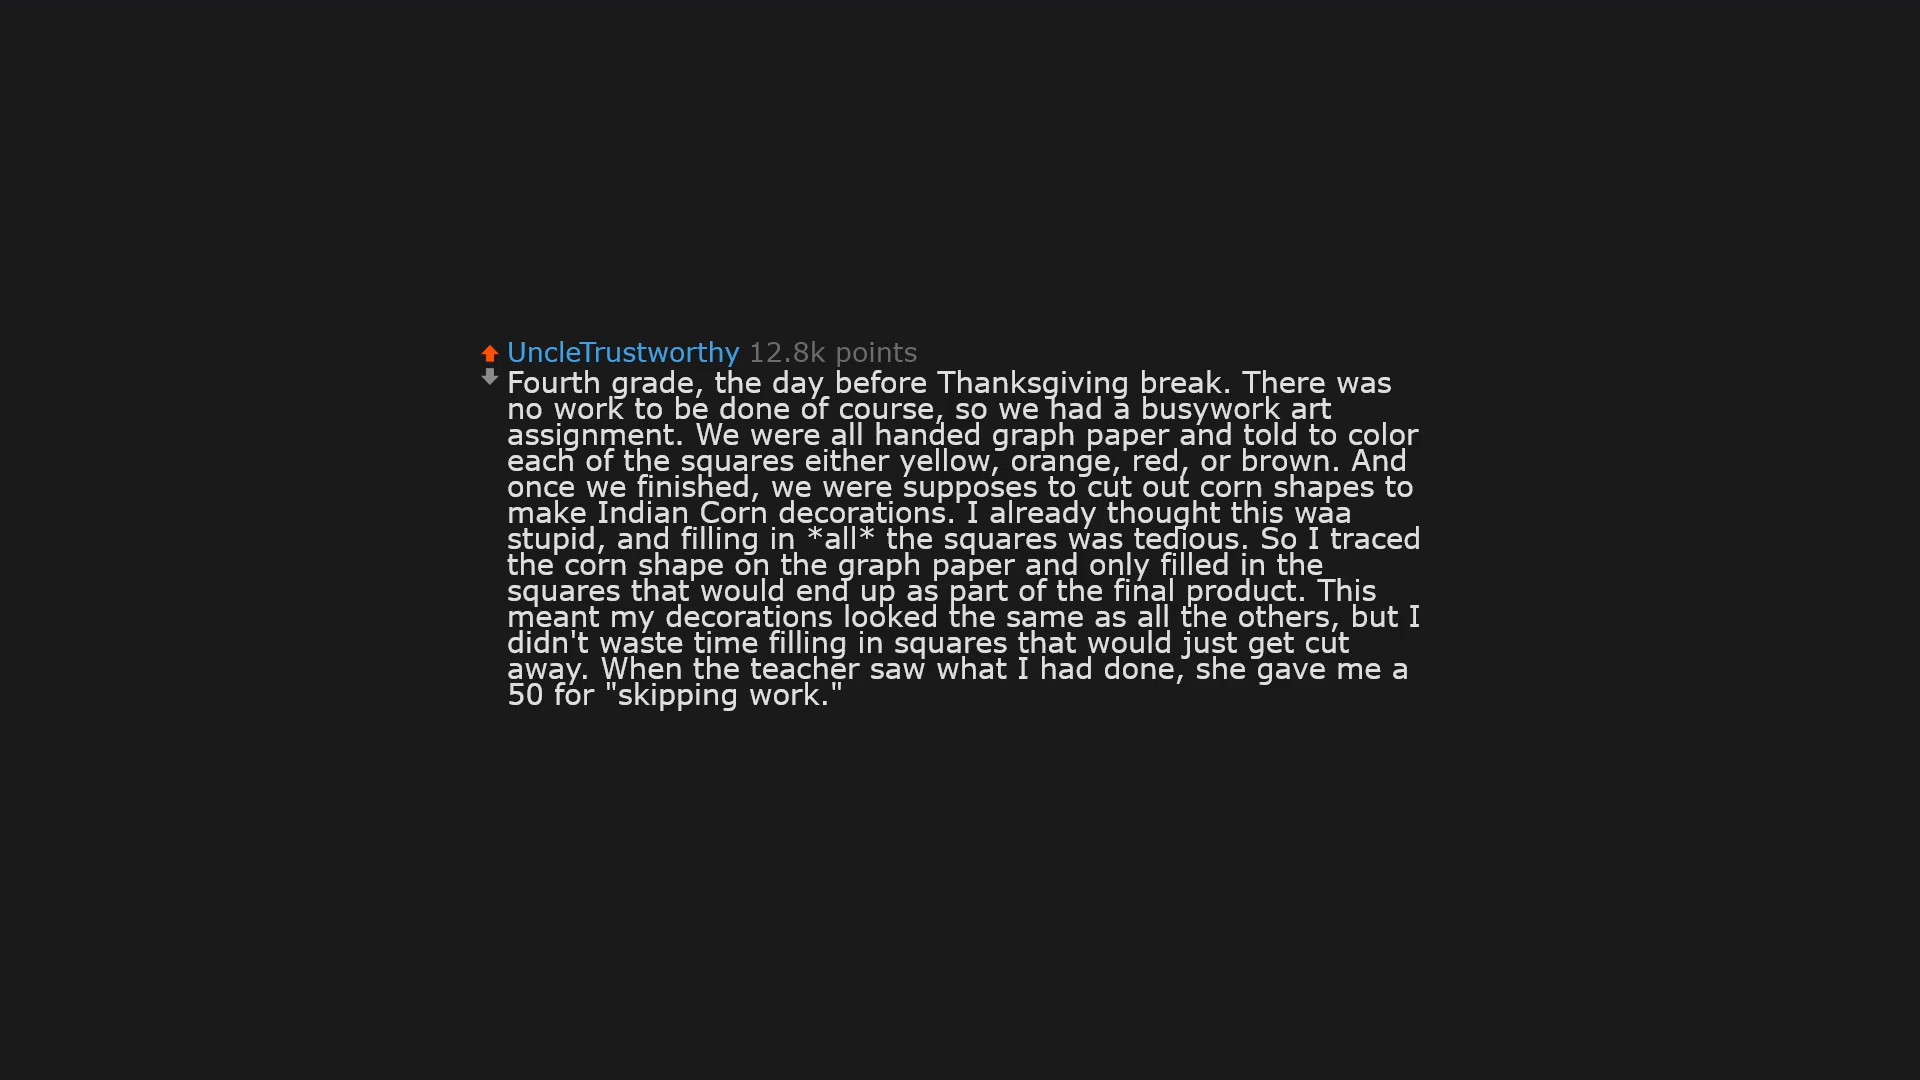 UncleTrustworthy 12.8k points
Fourth grade, the day before Thanksgiving break. There was
no work to be done of course, so we had a busywork art
assignment. We were all handed graph paper and told to color
each of the squares either yellow, orange, red, or brown. And
once we finished, we were supposes to cut out corn shapes to
make Indian Corn decorations. I already thought this waa
stupid, and filling in *all* the squares was tedious. So I traced
the corn shape on the graph paper and only filled in the
squares that would end up as part of the final product. This
meant my decorations looked the same as all the others, but I
didn't waste time filling in squares that would just get cut
away. When the teacher saw what I had done, she gave me a
50 for "skipping work."